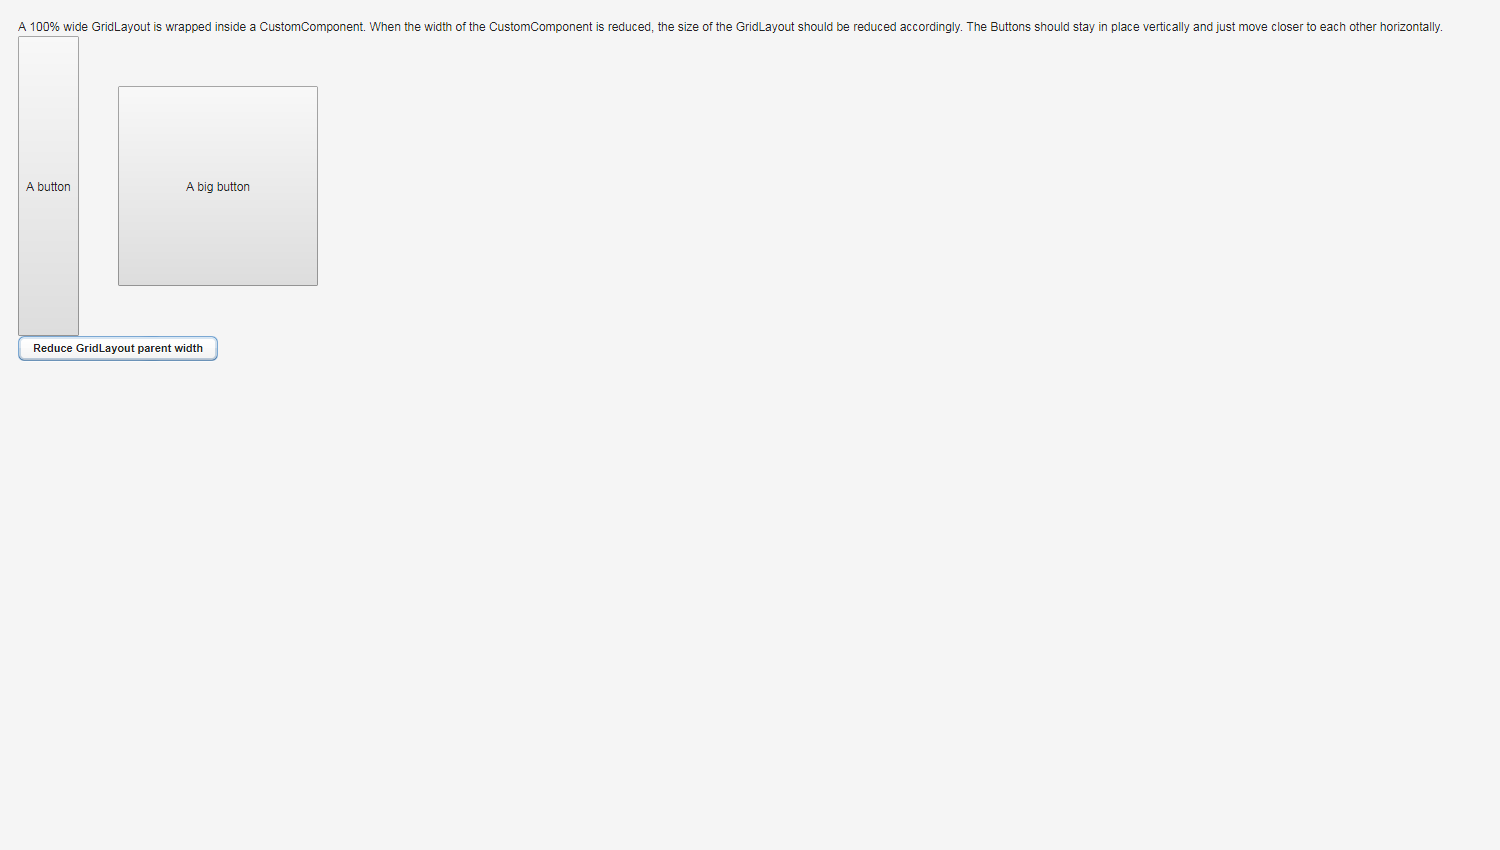 A 100% wide GridLayout is wrapped inside a CustomComponent. When the width of the CustomComponent is reduced, the size of the GridLayout should be reduced accordingly. The Buttons should stay in place vertically and just move closer to each other horizontally.
A button
A big button
Reduce GridLayout parent width